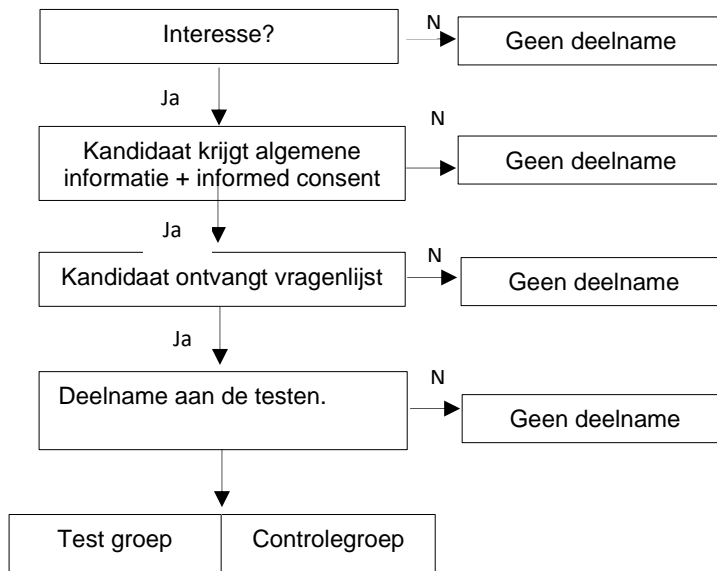 Interesse?
N
Geen deelname
Ja
Kandidaat krijgt algemene
informatie + informed consent
N
Geen deelname
Ja
Kandidaat ontvangt vragenlijst
N
Geen deelname
Ja
Deelname aan de testen.
N
Geen deelname
Test groep
Controlegroep